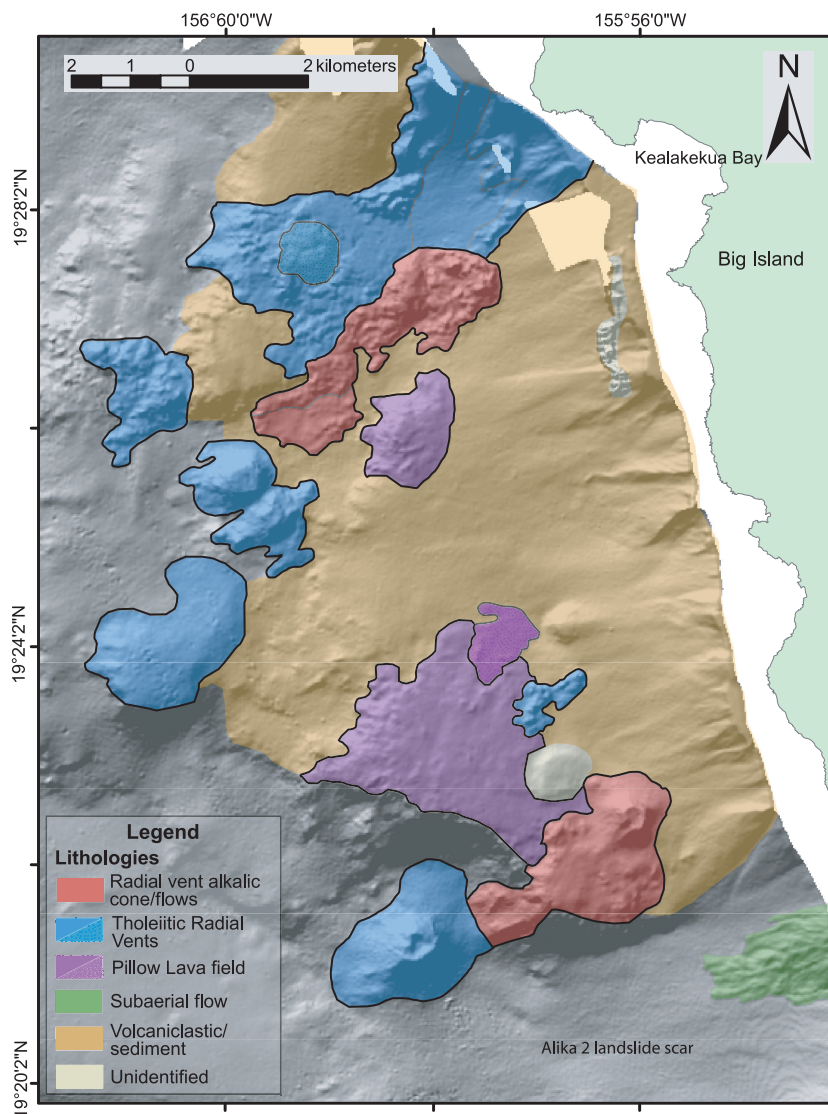 156°60'0"W
155°56'0"W
2 1 0 2 kilometers
N
Kealakekua Bay
19°28'2"N
Big Island
19°24'2"N
Legend
Lithologies
Radial vent alkalic
cone/flows
Tholeiitic Radial
Vents
Pillow Lava field
Subaerial flow
Volcaniclastic/
sediment
Unidentified
Alika 2 landslide scar
19°20'2"N